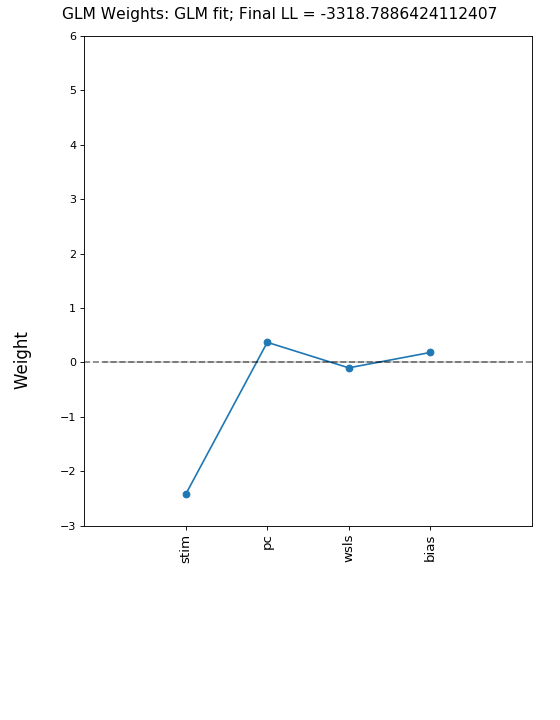 GLM Weights: GLM fit; Final LL = -3318.7886424112407
6
5
4
3
2
1
0
−1
−2
−3
Weight
stim
pc
wsls
bias